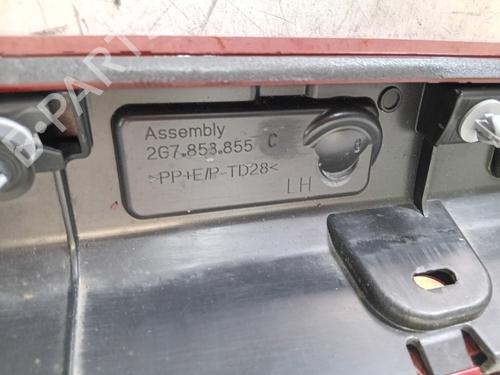 B-PARTS
Assembly
2G7.853.855 C
>PP+E/P-TD28<
LH